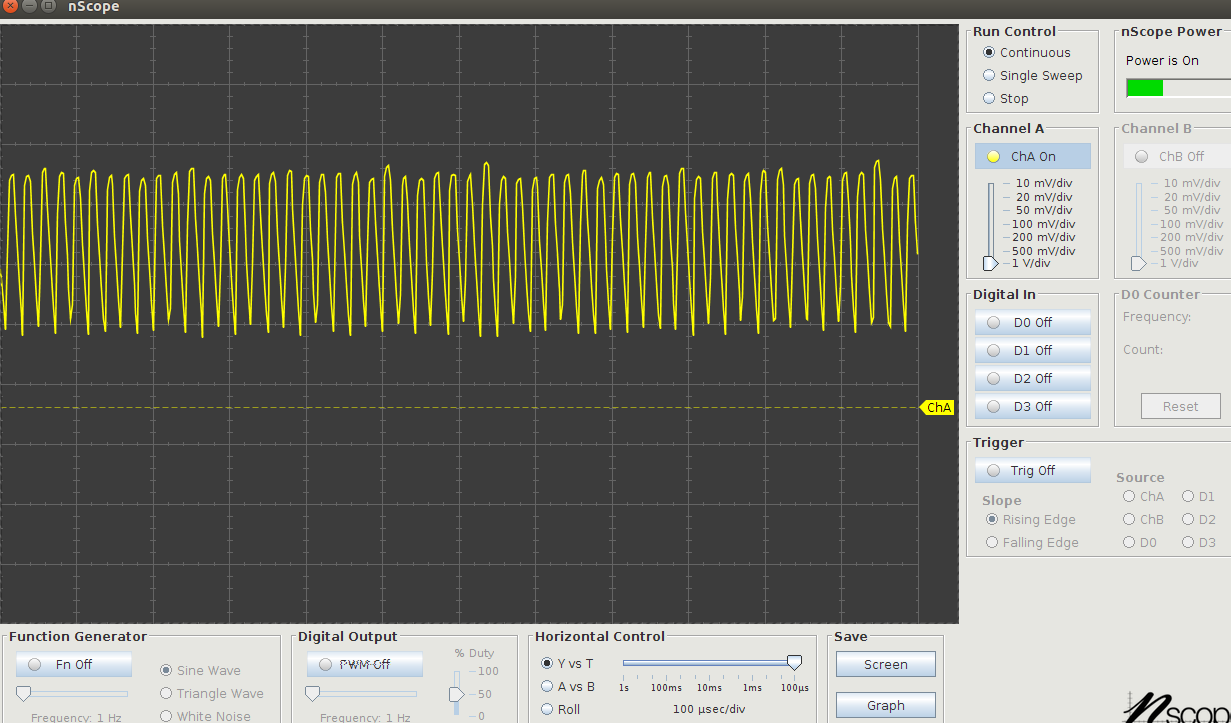 nScope
Run Control
Continuous
Single Sweep
Stop
nScope Power
Power is On
Channel A
ChA On
10 mV/div
20 mV/div
50 mV/div
100 mV/div
200 mV/div
500 mV/div
1 V/div
Channel B
ChB Off
10 mV/div
20 mV/div
50 mV/div
100 mV/div
200 mV/div
500 mV/div
1 V/div
Digital In
D0 Off
D1 Off
D2 Off
D3 Off
D0 Counter
Frequency:
Count:
Reset
ChA
Trigger
Trig Off
Slope
Rising Edge
Falling Edge
Source
ChA D1
ChB D2
D0 D3
Function Generator
Fn Off
Sine Wave
Triangle Wave
White Noise
Frequency: 1 Hz
Digital Output
PWM Off
% Duty
100
50
0
Frequency: 1 Hz
Horizontal Control
Y vs T
A vs B
Roll
1s 100ms 10ms 1ms 100µs
100 µsec/div
Save
Screen
Graph
nScop